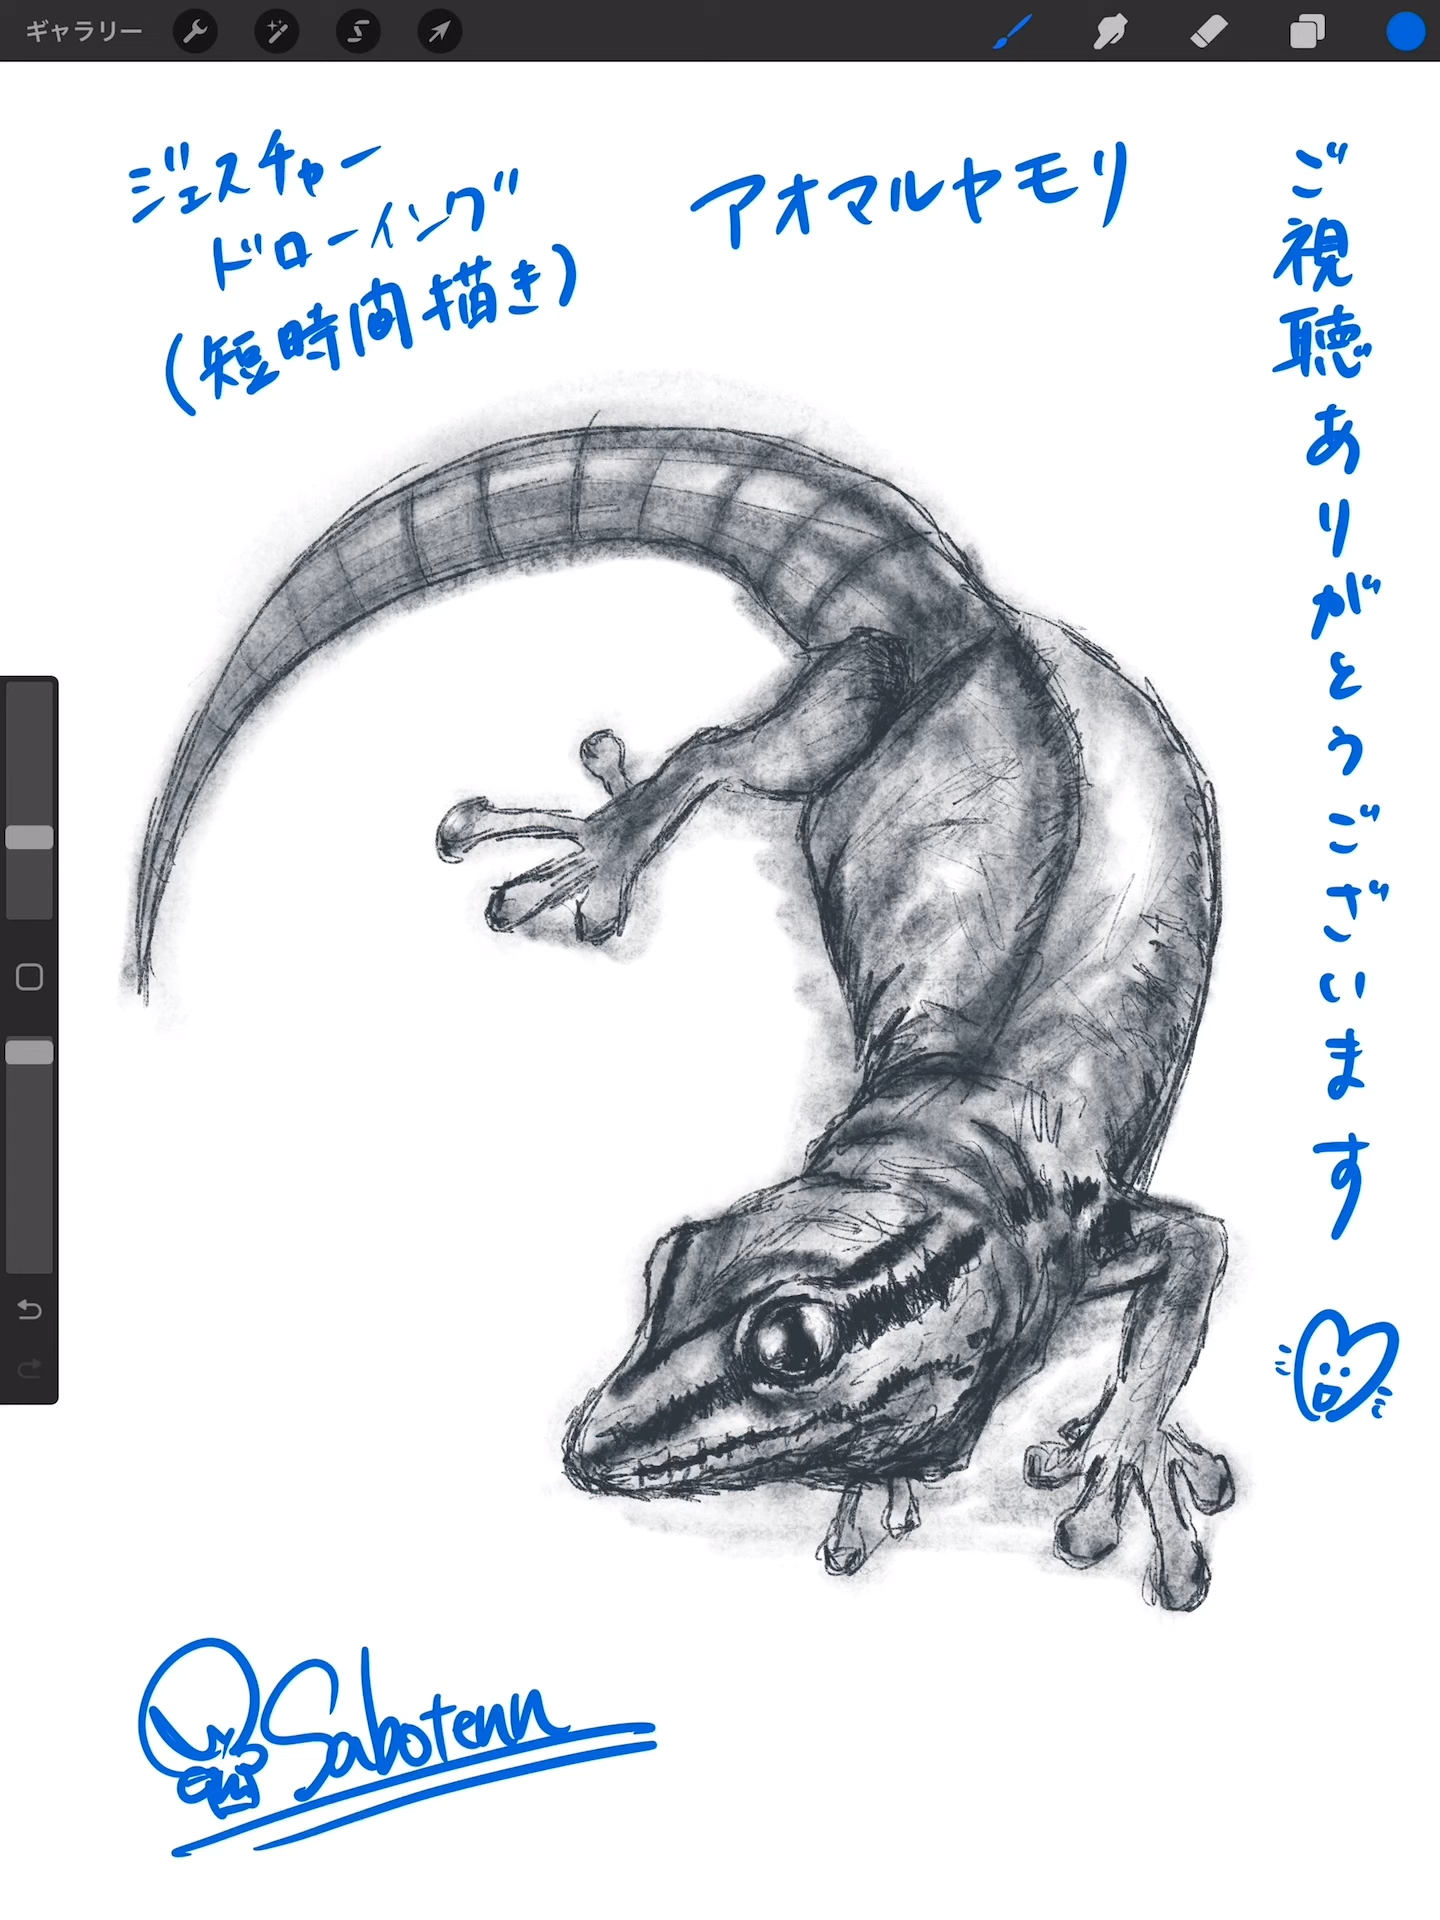 ギャラリー
ジェスチャー
ドローイング
(短時間描き)
アオマルヤモリ
ご視聴ありがとうございます
Sabotenn